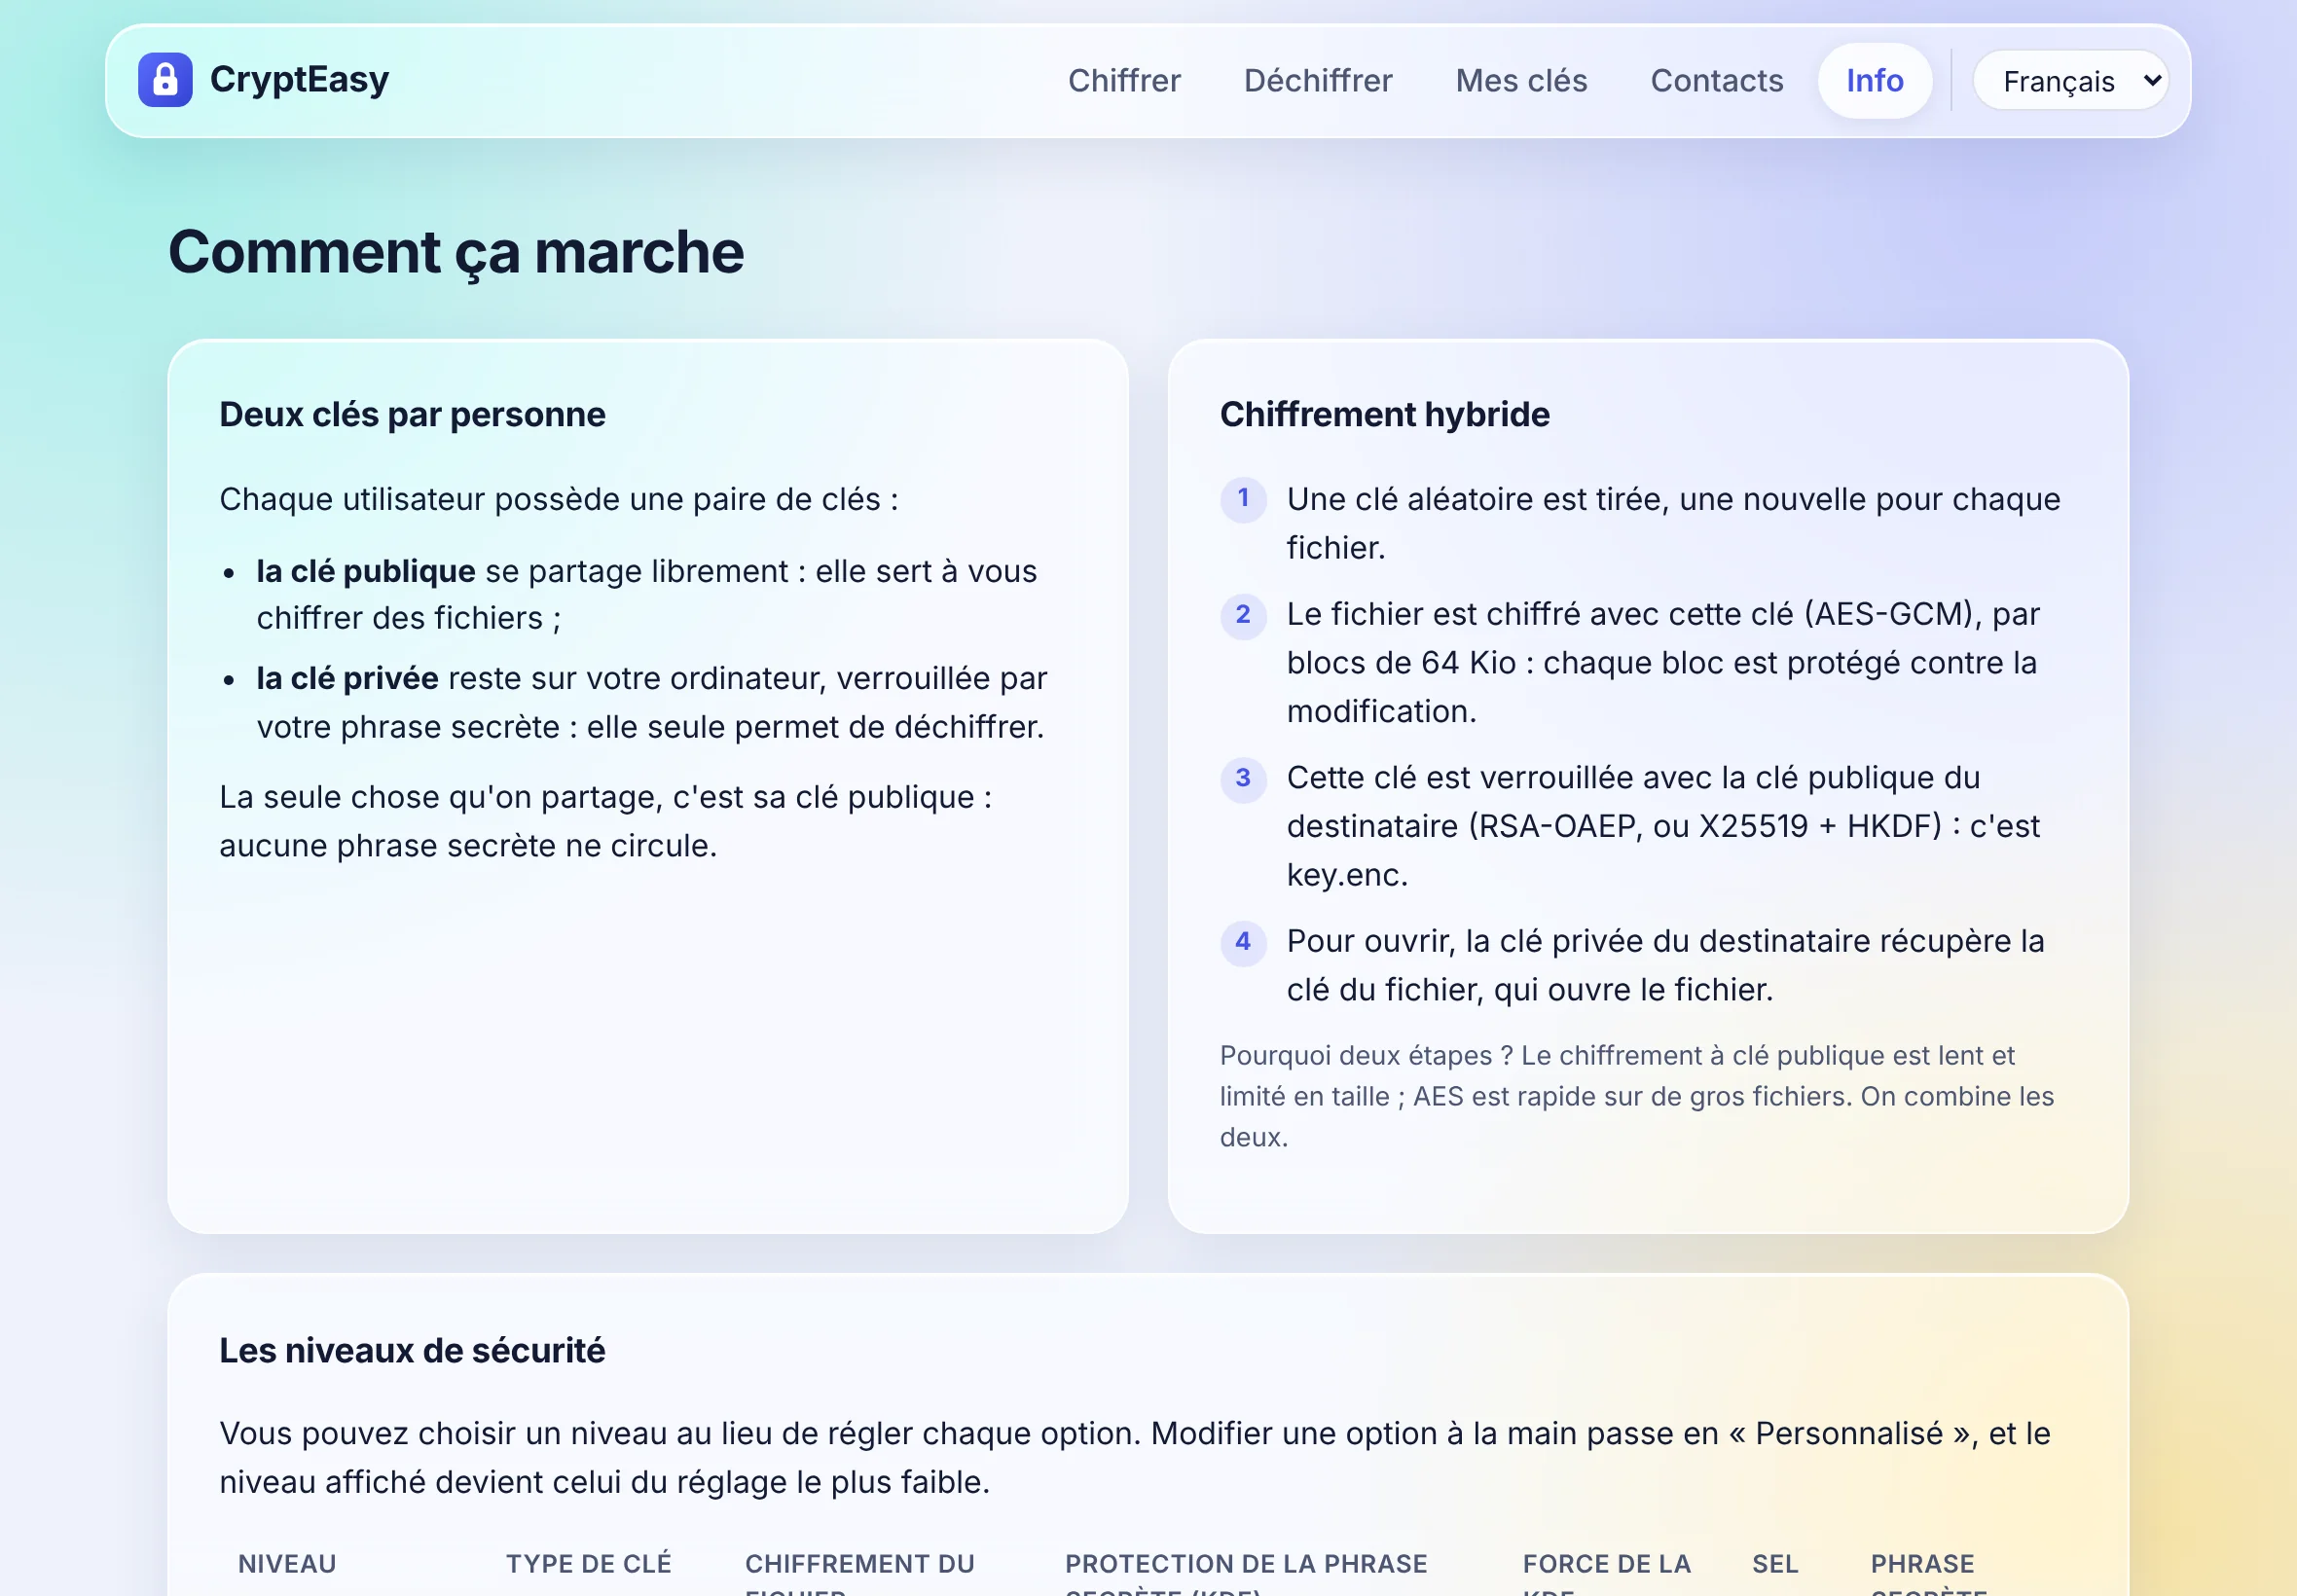 CryptEasy
Chiffrer
Déchiffrer
Mes clés
Contacts
Info
Français
Comment ça marche
Deux clés par personne
Chaque utilisateur possède une paire de clés :
• la clé publique se partage librement : elle sert à vous
chiffrer des fichiers ;
• la clé privée reste sur votre ordinateur, verrouillée par
votre phrase secrète : elle seule permet de déchiffrer.
La seule chose qu'on partage, c'est sa clé publique :
aucune phrase secrète ne circule.
Chiffrement hybride
1 Une clé aléatoire est tirée, une nouvelle pour chaque
fichier.
2 Le fichier est chiffré avec cette clé (AES-GCM), par
blocs de 64 Kio : chaque bloc est protégé contre la
modification.
3 Cette clé est verrouillée avec la clé publique du
destinataire (RSA-OAEP, ou X25519 + HKDF) : c'est
key.enc.
4 Pour ouvrir, la clé privée du destinataire récupère la
clé du fichier, qui ouvre le fichier.
Pourquoi deux étapes ? Le chiffrement à clé publique est lent et
limité en taille ; AES est rapide sur de gros fichiers. On combine les
deux.
Les niveaux de sécurité
Vous pouvez choisir un niveau au lieu de régler chaque option. Modifier une option à la main passe en « Personnalisé », et le
niveau affiché devient celui du réglage le plus faible.
NIVEAU
TYPE DE CLÉ
CHIFFREMENT DU
FICHIER
PROTECTION DE LA PHRASE
SECRÈTE (KDF)
FORCE DE LA
KDF
SEL
PHRASE
SECRÈTE